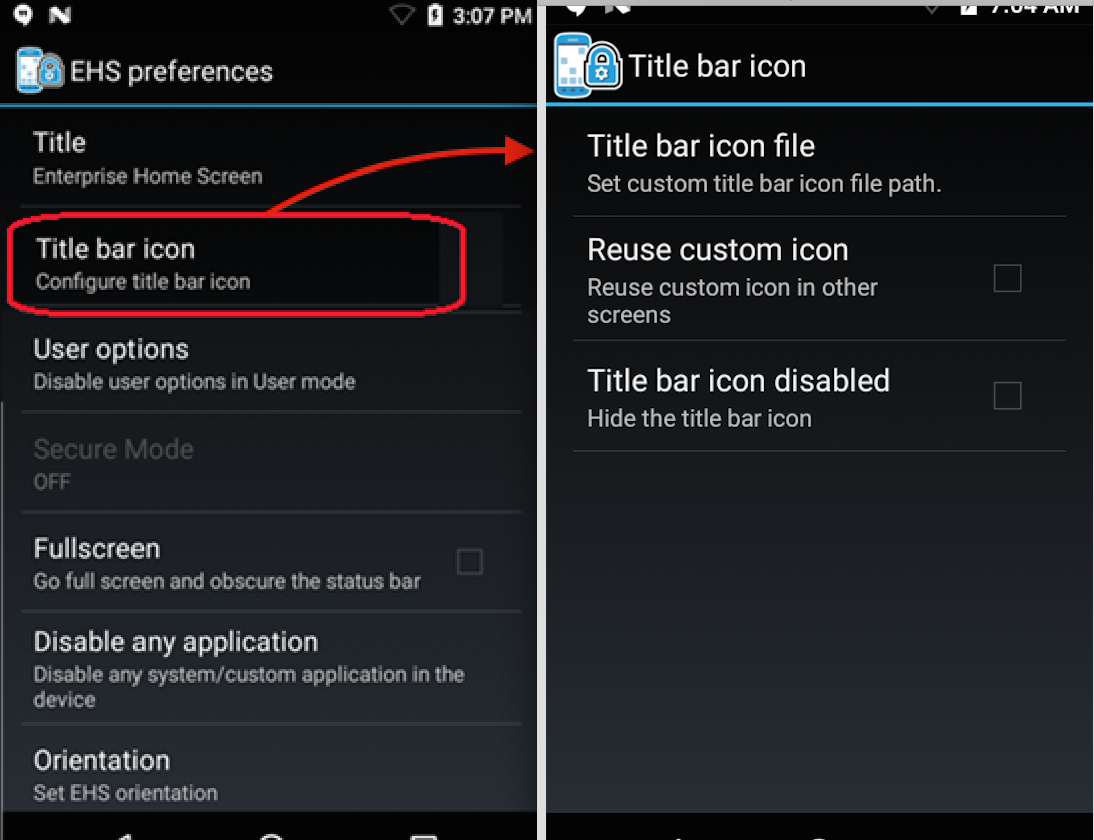 3:07 PM
EHS preferences
Title
Enterprise Home Screen
Title bar icon
Configure title bar icon
User options
Disable user options in User mode
Secure Mode
OFF
Fullscreen
Go full screen and obscure the status bar
Disable any application
Disable any system/custom application in the
device
Orientation
Set EHS orientation
7:04 AM
Title bar icon
Title bar icon file
Set custom title bar icon file path.
Reuse custom icon
Reuse custom icon in other
screens
Title bar icon disabled
Hide the title bar icon